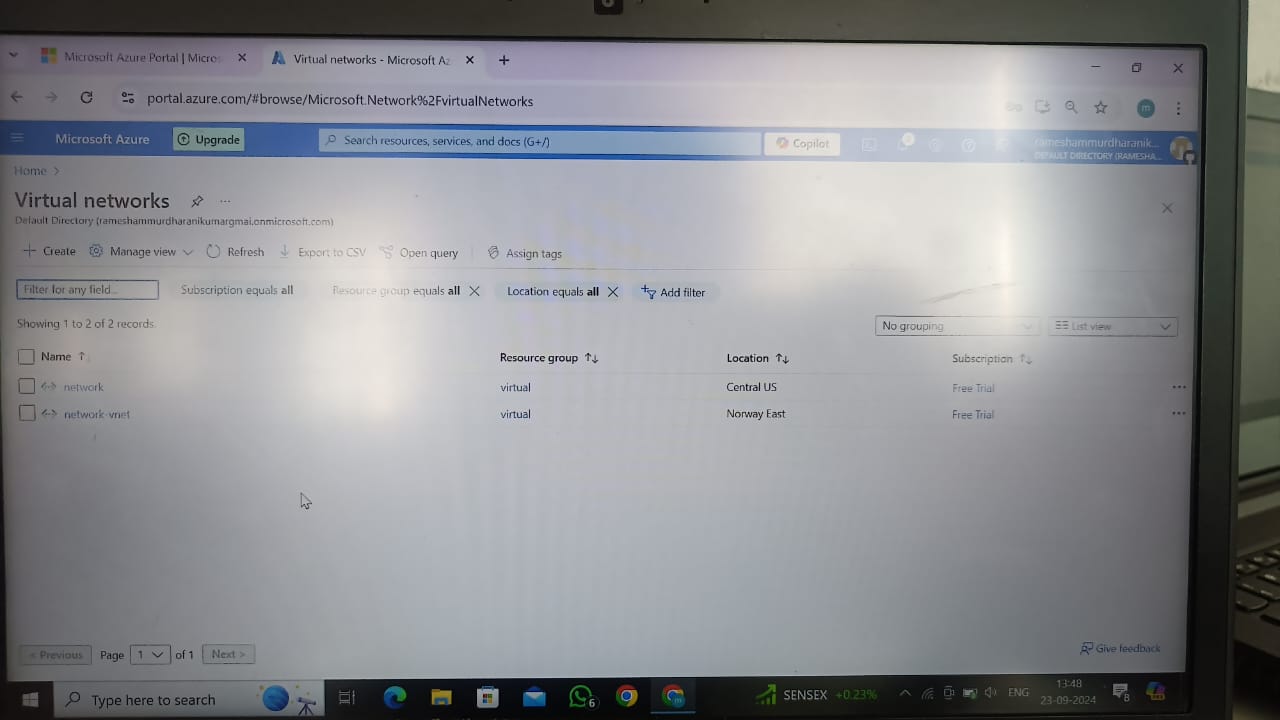 Microsoft Azure Portal | Micros
Virtual networks - Microsoft Az
portal.azure.com/#browse/Microsoft.Network%2FvirtualNetworks
m
Microsoft Azure
Upgrade
Search resources, services, and docs (G+/)
Copilot
rameshammurdharanik...
DEFAULT DIRECTORY (RAMESHA...
Home >
Virtual networks
...
Default Directory (rameshammurdharanikumargmai.onmicrosoft.com)
Create
Manage view
Refresh
Export to CSV
Open query
Assign tags
Filter for any field...
Subscription equals all
Resource group equals all
Location equals all
Add filter
Showing 1 to 2 of 2 records.
No grouping
List view
Name
Resource group
Location
Subscription
network
virtual
Central US
Free Trial
...
network-vnet
virtual
Norway East
Free Trial
...
< Previous
Page
1
of 1
Next >
Give feedback
Type here to search
6
m
SENSEX +0.23%
ENG
13:48
23-09-2024
8